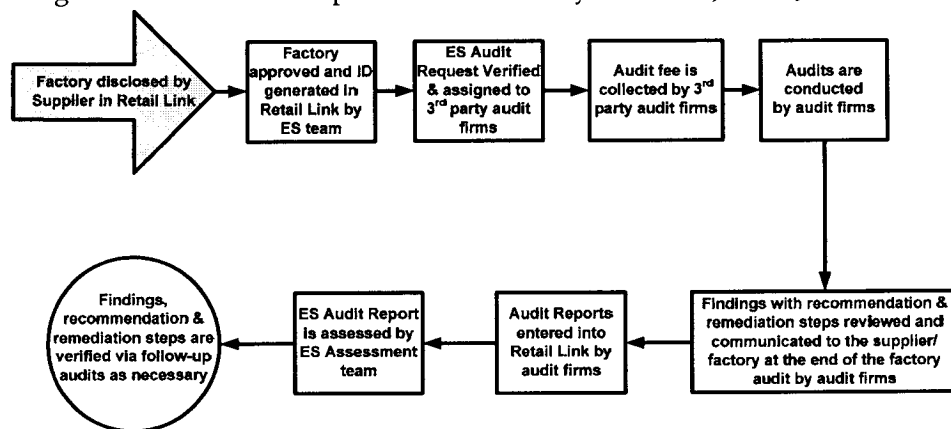 Factory disclosed by
Supplier in Retail Link
Factory
approved and ID
generated in
Retail Link by
ES team
ES Audit
Request Verified
& assigned to
3rd party audit
firms
Audit fee is
collected by 3rd
party audit firms
Audits are
conducted
by audit firms
Findings with recommendation &
remediation steps reviewed and
communicated to the supplier/
factory at the end of the factory
audit by audit firms
Audit Reports
entered into
Retail Link by
audit firms
ES Audit Report
is assessed by
ES Assessment
team
Findings,
recommendation &
remediation steps are
verified via follow-up
audits as necessary